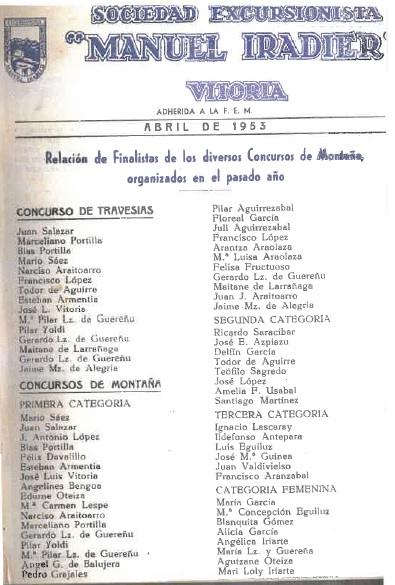 SOCIEDAD EXCURSIONISTA
"MANUEL IRADIER"
VITORIA
ADHERIDA A LA F. E. M.
ABRIL DE 1953
Relación de Finalistas de los diversos Concursos de Montaña,
organizados en el pasado año
CONCURSO DE TRAVESIAS
Juan Salazar
Marceliano Portilla
Blas Portilla
Mario Sáez
Narciso Araitoarro
Francisco López
Todor de Aguirre
Esteban Armentia
José L. Vitoria
M.ª Pilar Lz. de Guereñu
Pilar Yoldi
Gerardo Lz. de Guereñu
Maitane de Larrañaga
Gerardo Lz. de Guereñu
Jaime Mz. de Alegria
CONCURSOS DE MONTAÑA
PRIMERA CATEGORIA
Mario Sáez
Juan Salazar
J. Antonio López
Blas Portilla
Félix Davalillo
Esteban Armentia
José Luis Vitoria
Angelines Bengoa
Edurne Oteiza
M.ª Carmen Lespe
Narciso Araitoarro
Marceliano Portilla
Gerardo Lz. de Guereñu
Pilar Yoldi
M.ª Pilar Lz. de Guereñu
Angel G. de Balujera
Pedro Grajales
Pilar Aguirrezabal
Floreal García
Juli Aguirrezabal
Francisco López
Arantza Araolaza
M.ª Luisa Araolaza
Felisa Fructuoso
Gerardo Lz. de Guereñu
Maitane de Larrañaga
Juan J. Araitoarro
Jaime Mz. de Alegria
SEGUNDA CATEGORIA
Ricardo Saracibar
José E. Azpiazu
Delfín García
Todor de Aguirre
Teófilo Sagredo
José López
Amelia F. Usabal
Santiago Martínez
TERCERA CATEGORIA
Ignacio Lascaray
Ildefonso Antepara
Luis Eguiluz
José M.ª Guinea
Juan Valdivielso
Francisco Aranzabal
CATEGORIA FEMENINA
María García
M.ª Concepción Eguiluz
Blanquita Gómez
Alicia García
Angélica Iriarte
María Lz. y Guereña
Agutzane Oteiza
Mari Loly Iriarte